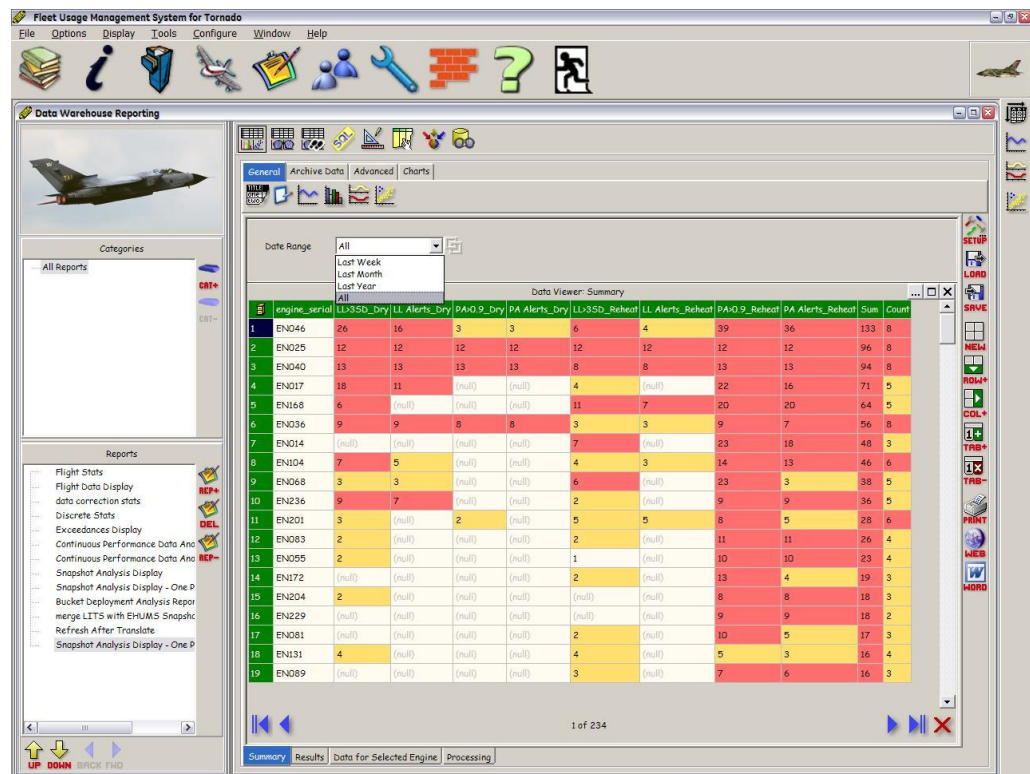 Fleet Usage Management System for Tornado
File Options Display Tools Configure Window Help
Data Warehouse Reporting
General Archive Data Advanced Charts
Date Range All
Last Week
Last Month
Last Year
All
Categories
All Reports
CAT+
CAT-
Reports
Flight Stats
Flight Data Display
data correction stats
Discrete Stats
Exceedances Display
Continuous Performance Data Ana
Continuous Performance Data Ana
Snapshot Analysis Display
Snapshot Analysis Display - One P
Bucket Deployment Analysis Repor
merge LITS with EHUMS Snapshc
Refresh After Translate
Snapshot Analysis Display - One P
REP+
DEL
REP-
UP DOWN BACK FWD
Data Viewer: Summary
engine_serial LL>3SD_Dry LL Alerts_Dry PA>0.9_Dry PA Alerts_Dry LL>3SD_Reheat LL Alerts_Reheat PA>0.9_Reheat PA Alerts_Reheat Sum Count
1 EN046 26 16 3 3 6 4 39 36 133 8
2 EN025 12 12 12 12 12 12 12 12 96 8
3 EN040 13 13 13 13 8 8 13 13 94 8
4 EN017 18 11 (null) (null) 4 (null) 22 16 71 5
5 EN168 6 (null) (null) (null) 11 7 20 20 64 5
6 EN036 9 9 8 8 3 3 9 7 56 8
7 EN014 (null) (null) (null) (null) 7 (null) 23 18 48 3
8 EN104 7 5 (null) (null) 4 3 14 13 46 6
9 EN068 3 3 (null) (null) 6 (null) 23 3 38 5
10 EN236 9 7 (null) (null) 2 (null) 9 9 36 5
11 EN201 3 (null) 2 (null) 5 5 8 5 28 6
12 EN083 2 (null) (null) (null) 2 (null) 11 11 26 4
13 EN055 2 (null) (null) (null) 1 (null) 10 10 23 4
14 EN172 (null) (null) (null) (null) 2 (null) 13 4 19 3
15 EN204 2 (null) (null) (null) (null) (null) 8 8 18 3
16 EN229 (null) (null) (null) (null) (null) (null) 9 9 18 2
17 EN081 (null) (null) (null) (null) 2 (null) 10 5 17 3
18 EN131 4 (null) (null) (null) 4 (null) 5 3 16 4
19 EN089 (null) (null) (null) (null) 3 (null) 7 6 16 3
1 of 234
Summary Results Data for Selected Engine Processing
SETUP
LOAD
SAVE
NEW
ROW+
COL+
TAB+
TAB-
PRINT
WEB
WORD